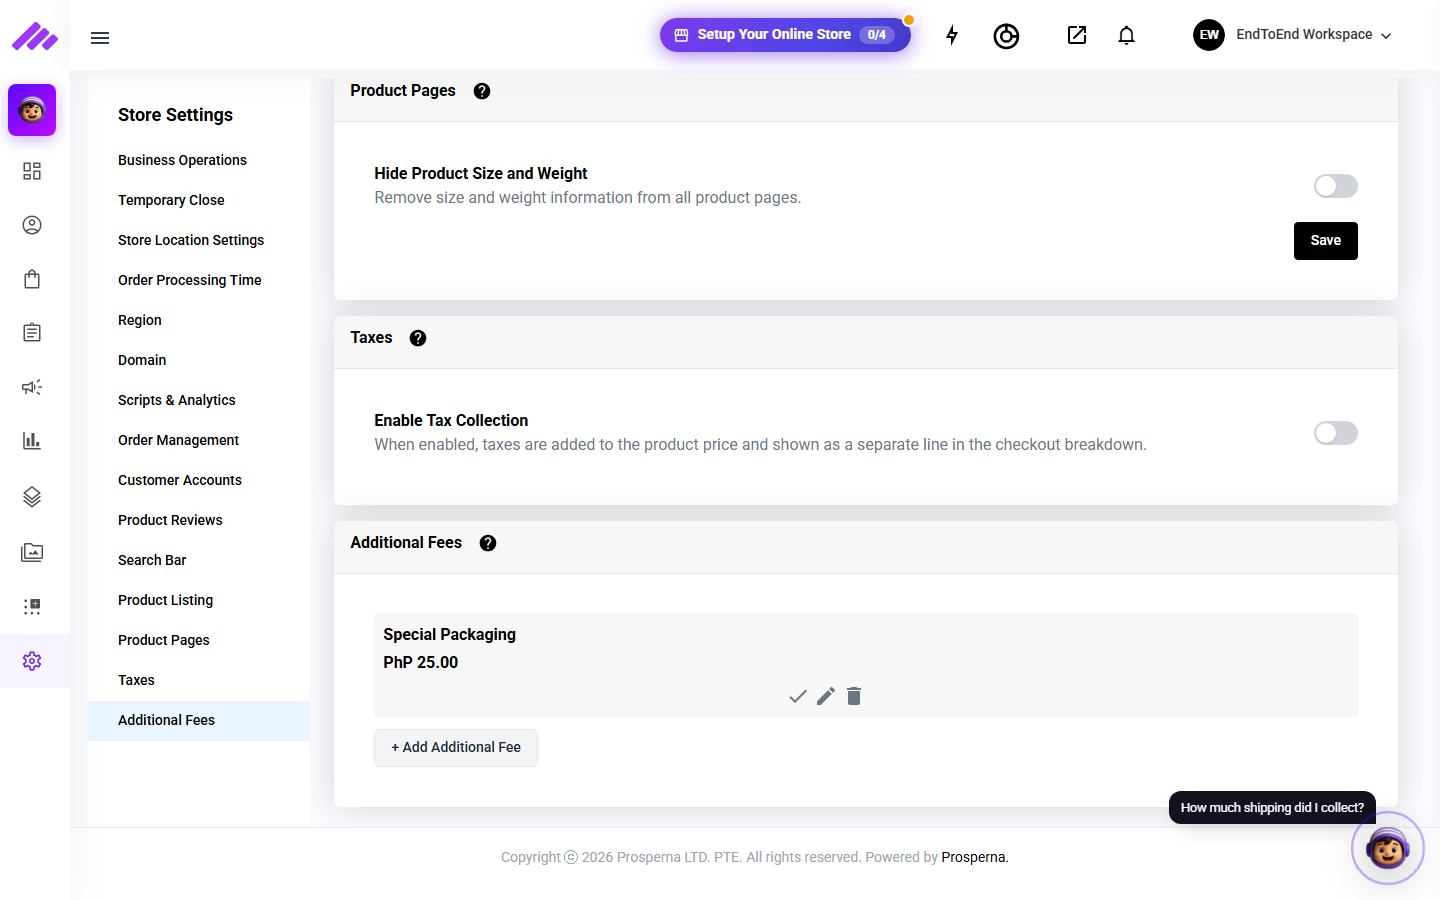 Setup Your Online Store 0/4
EW EndToEnd Workspace
Store Settings
Business Operations
Temporary Close
Store Location Settings
Order Processing Time
Region
Domain
Scripts & Analytics
Order Management
Customer Accounts
Product Reviews
Search Bar
Product Listing
Product Pages
Taxes
Additional Fees
Product Pages ?
Hide Product Size and Weight
Remove size and weight information from all product pages.
Save
Taxes ?
Enable Tax Collection
When enabled, taxes are added to the product price and shown as a separate line in the checkout breakdown.
Additional Fees ?
Special Packaging
PhP 25.00
+ Add Additional Fee
How much shipping did I collect?
Copyright © 2026 Prosperna LTD. PTE. All rights reserved. Powered by Prosperna.